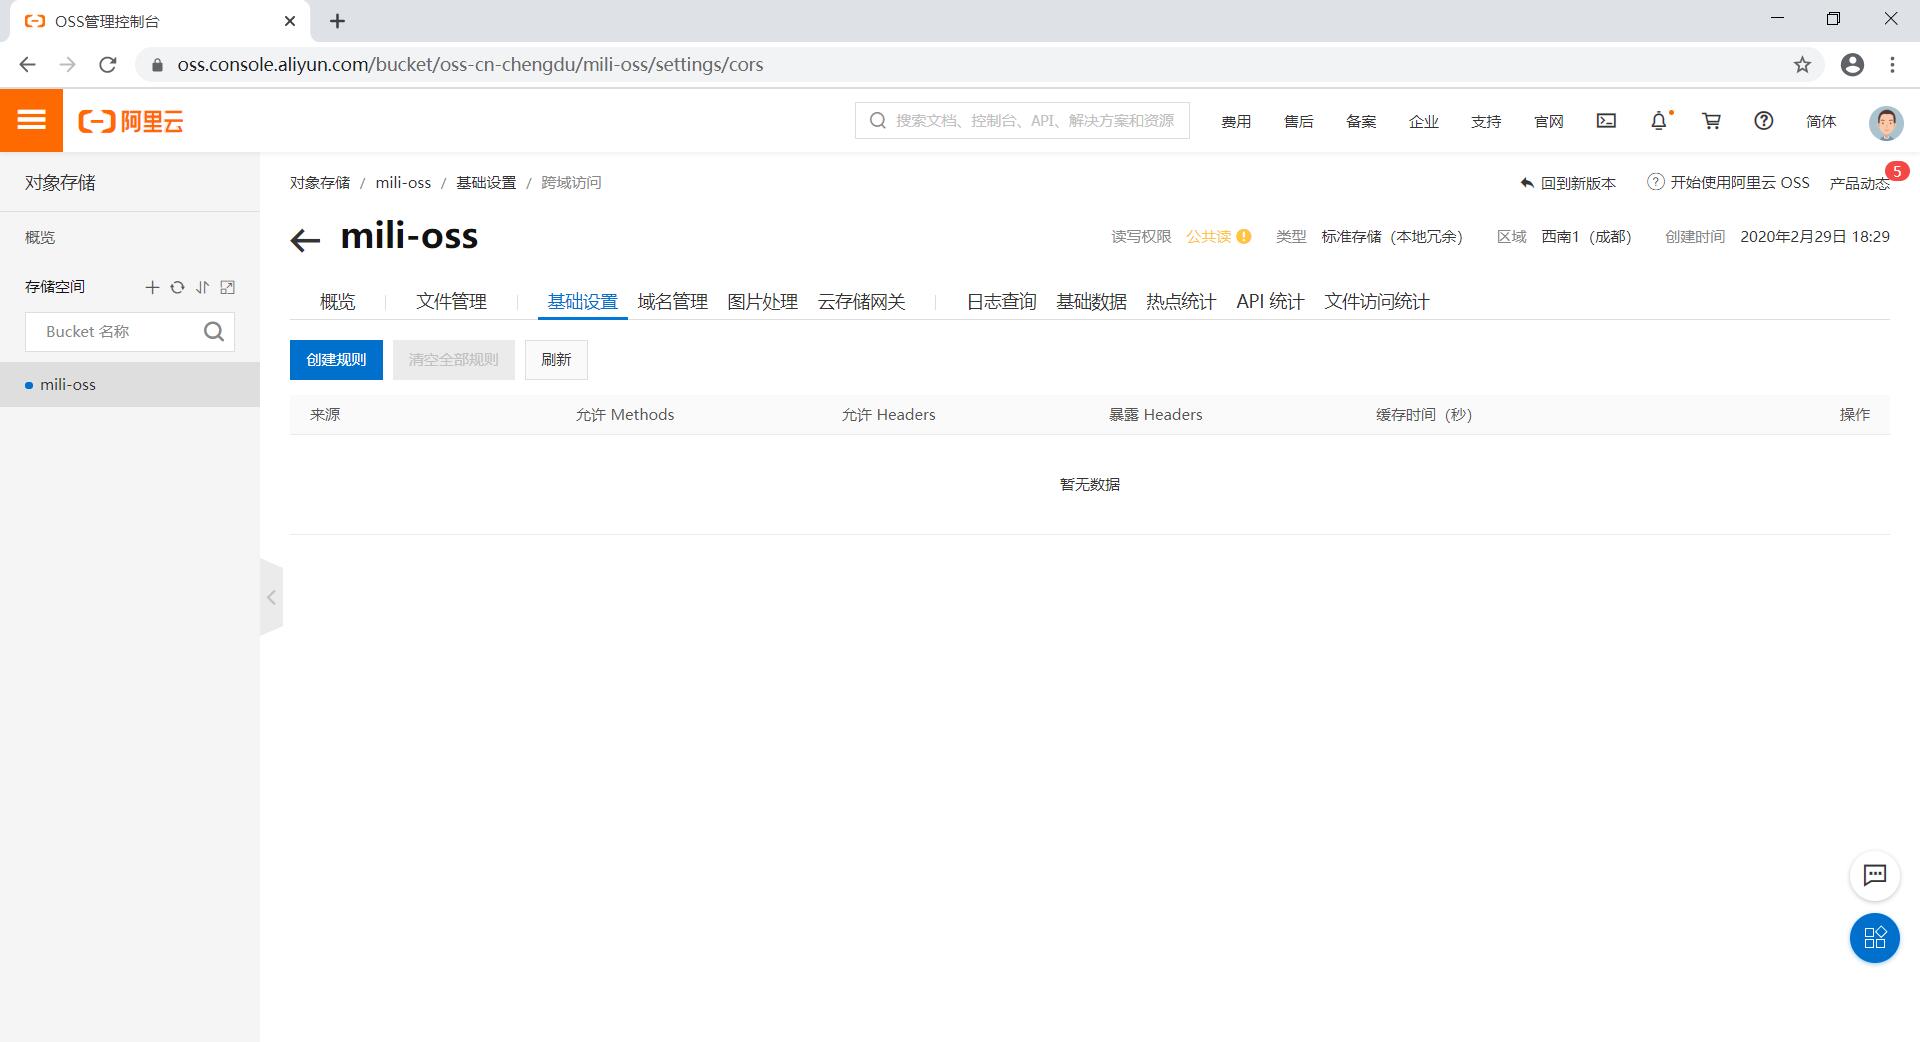 OSS管理控制台
oss.console.aliyun.com/bucket/oss-cn-chengdu/mili-oss/settings/cors
阿里云
搜索文档、控制台、API、解决方案和资源
费用 售后 备案 企业 支持 官网 简体
对象存储
对象存储 / mili-oss / 基础设置 / 跨域访问
回到新版本 开始使用阿里云 OSS 产品动态 5
概览
mili-oss
读写权限 公共读 类型 标准存储（本地冗余） 区域 西南1（成都） 创建时间 2020年2月29日 18:29
存储空间
Bucket 名称
mili-oss
概览 文件管理 基础设置 域名管理 图片处理 云存储网关 日志查询 基础数据 热点统计 API 统计 文件访问统计
创建规则 清空全部规则 刷新
来源 允许 Methods 允许 Headers 暴露 Headers 缓存时间（秒） 操作
暂无数据